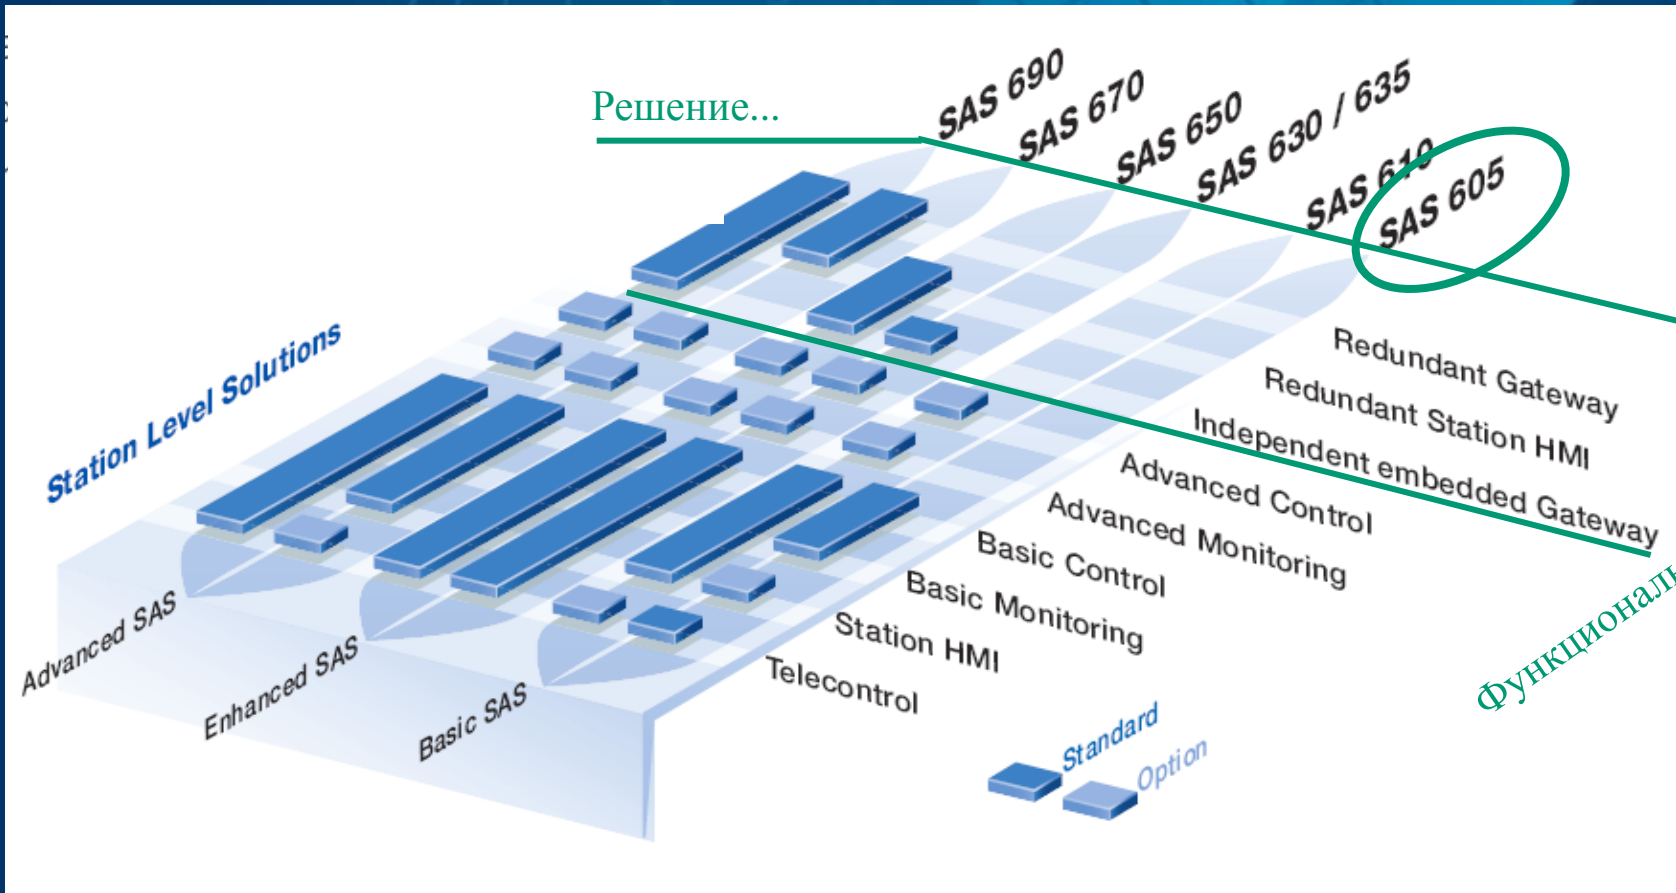 Решение...
SAS 690
SAS 670
SAS 650
SAS 630 / 635
SAS 610
SAS 605
Station Level Solutions
Redundant Gateway
Redundant Station HMI
Independent embedded Gateway
Advanced Control
Advanced Monitoring
Basic Control
Basic Monitoring
Station HMI
Telecontrol
Advanced SAS
Enhanced SAS
Basic SAS
Standard
Option